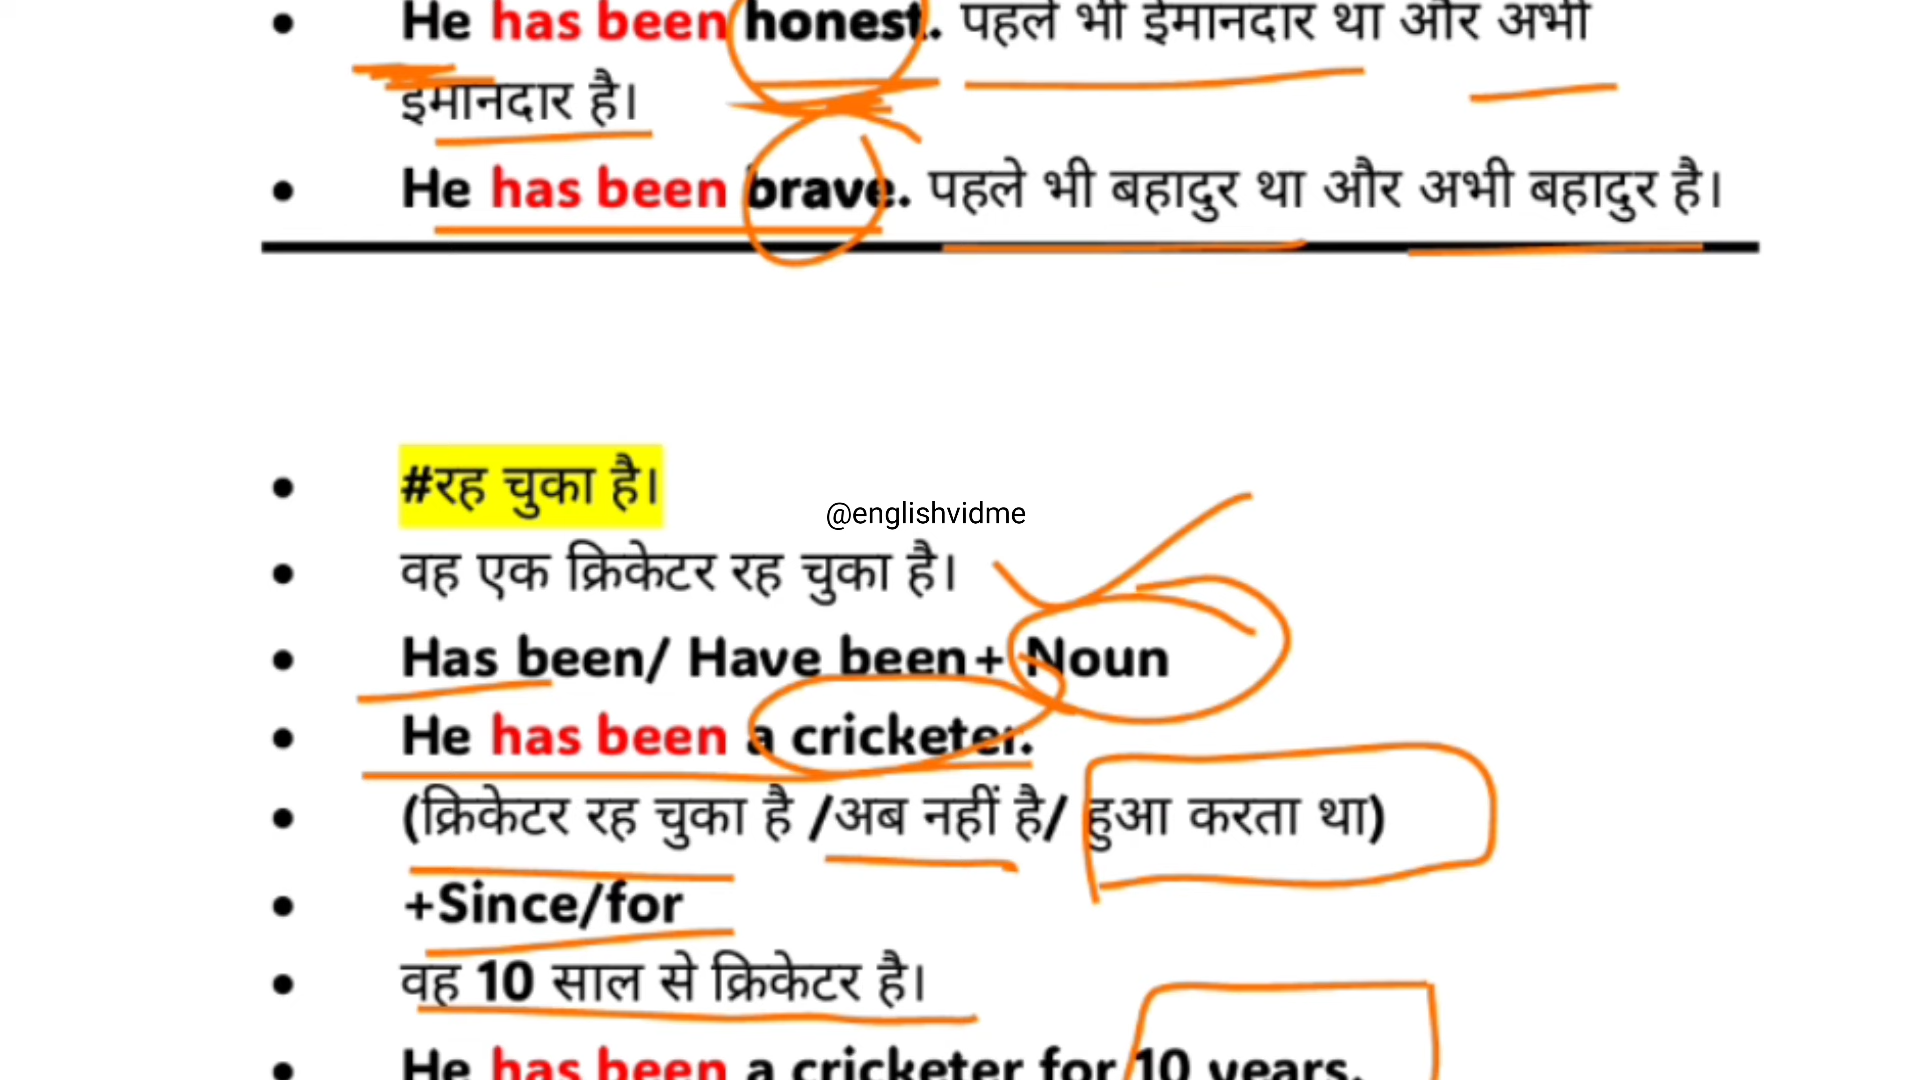 He has been honest. पहले भी ईमानदार था और अभी
इमानदार है।
He has been brave. पहले भी बहादुर था और अभी बहादुर है।
#रह चुका है।
@englishvidme
वह एक क्रिकेटर रह चुका है।
Has been/ Have been+ Noun
He has been a cricketer.
(क्रिकेटर रह चुका है /अब नहीं है/ हुआ करता था)
+Since/for
वह 10 साल से क्रिकेटर है।
He has been a cricketer for 10 years.